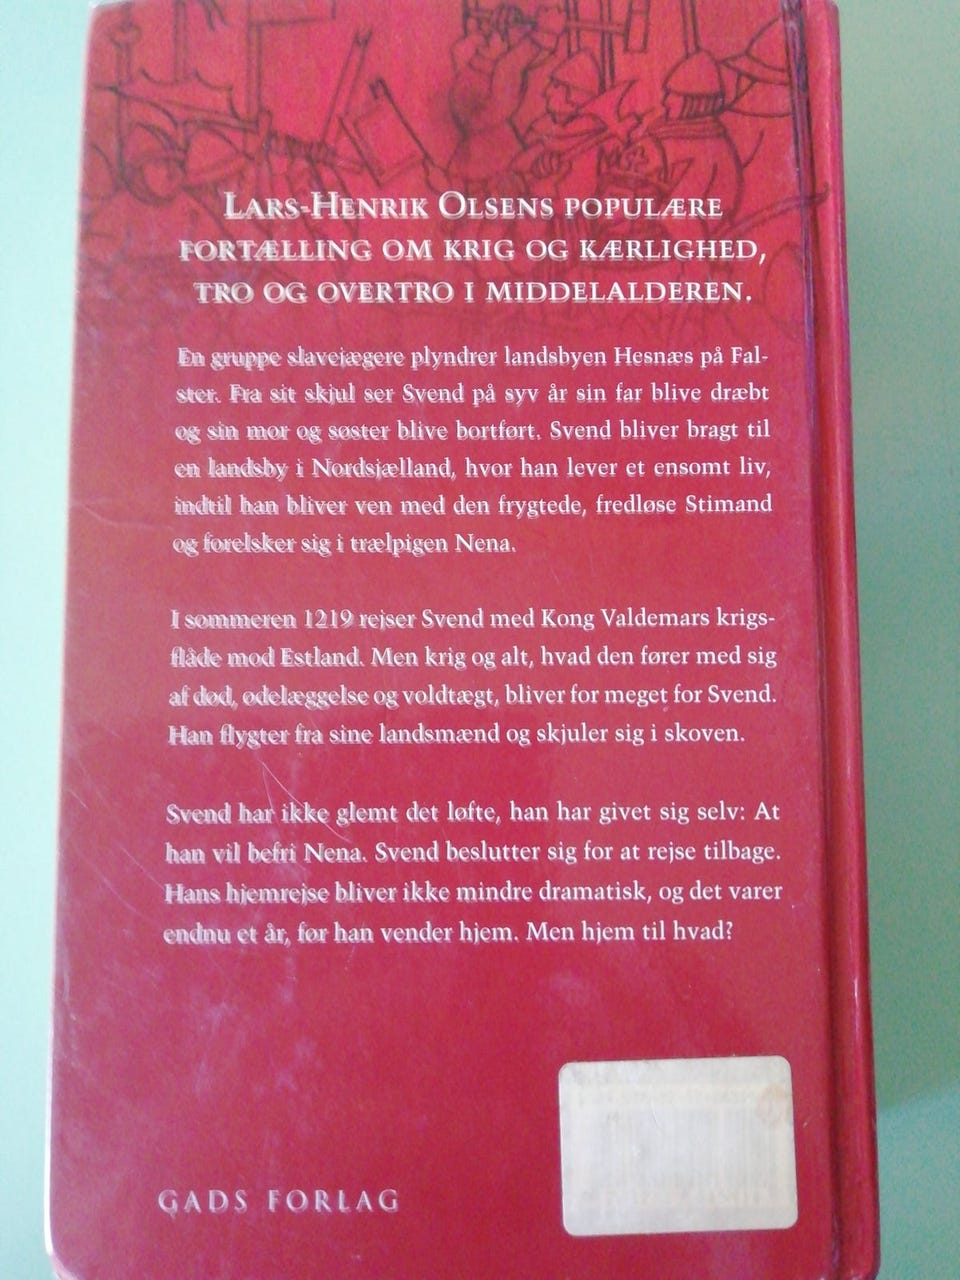 LARS-HENRIK OLSENS POPULÆRE
FORTÆLLING OM KRIG OG KÆRLIGHED,
TRO OG OVERTRO I MIDDELALDEREN.
En gruppe slavejægere plyndrer landsbyen Hesnæs på Fal-
ster. Fra sit skjul ser Svend på syv år sin far blive dræbt
og sin mor og søster blive bortført. Svend bliver bragt til
en landsby i Nordsjælland, hvor han lever et ensomt liv,
indtil han bliver ven med den frygtede, fredløse Stimand
og forelsker sig i trælpigen Nena.
I sommeren 1219 rejser Svend med Kong Valdemars krigs-
flåde mod Estland. Men krig og alt, hvad den fører med sig
af død, ødelæggelse og voldtægt, bliver for meget for Svend.
Han flygter fra sine landsmænd og skjuler sig i skoven.
Svend har ikke glemt det løfte, han har givet sig selv: At
han vil befri Nena. Svend beslutter sig for at rejse tilbage.
Hans hjemrejse bliver ikke mindre dramatisk, og det varer
endnu et år, før han vender hjem. Men hjem til hvad?
GADS FORLAG